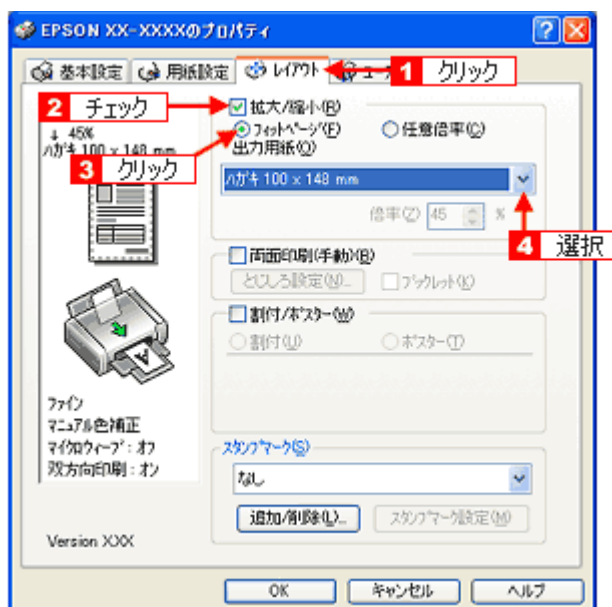 EPSON XX-XXXXのプロパティ
基本設定 用紙設定 レイアウト ユー
1 クリック
2 チェック
拡大/縮小(R)
↓ 45%
ハガキ 100 x 148 mm
フィットページ(F) 任意倍率(C)
出力用紙(O)
3 クリック
ハガキ 100 x 148 mm
倍率(Z) 45 %
4 選択
両面印刷(手動)(B)
とじしろ設定(N)... ブックレット(K)
割付/ポスター(W)
割付(U) ポスター(T)
ファイン
マニュアル色補正
マイクロウィーブ : オフ
双方向印刷 : オン
スタンプマーク(S)
なし
追加/削除(L)... スタンプマーク設定(M)
Version XXX
OK キャンセル ヘルプ